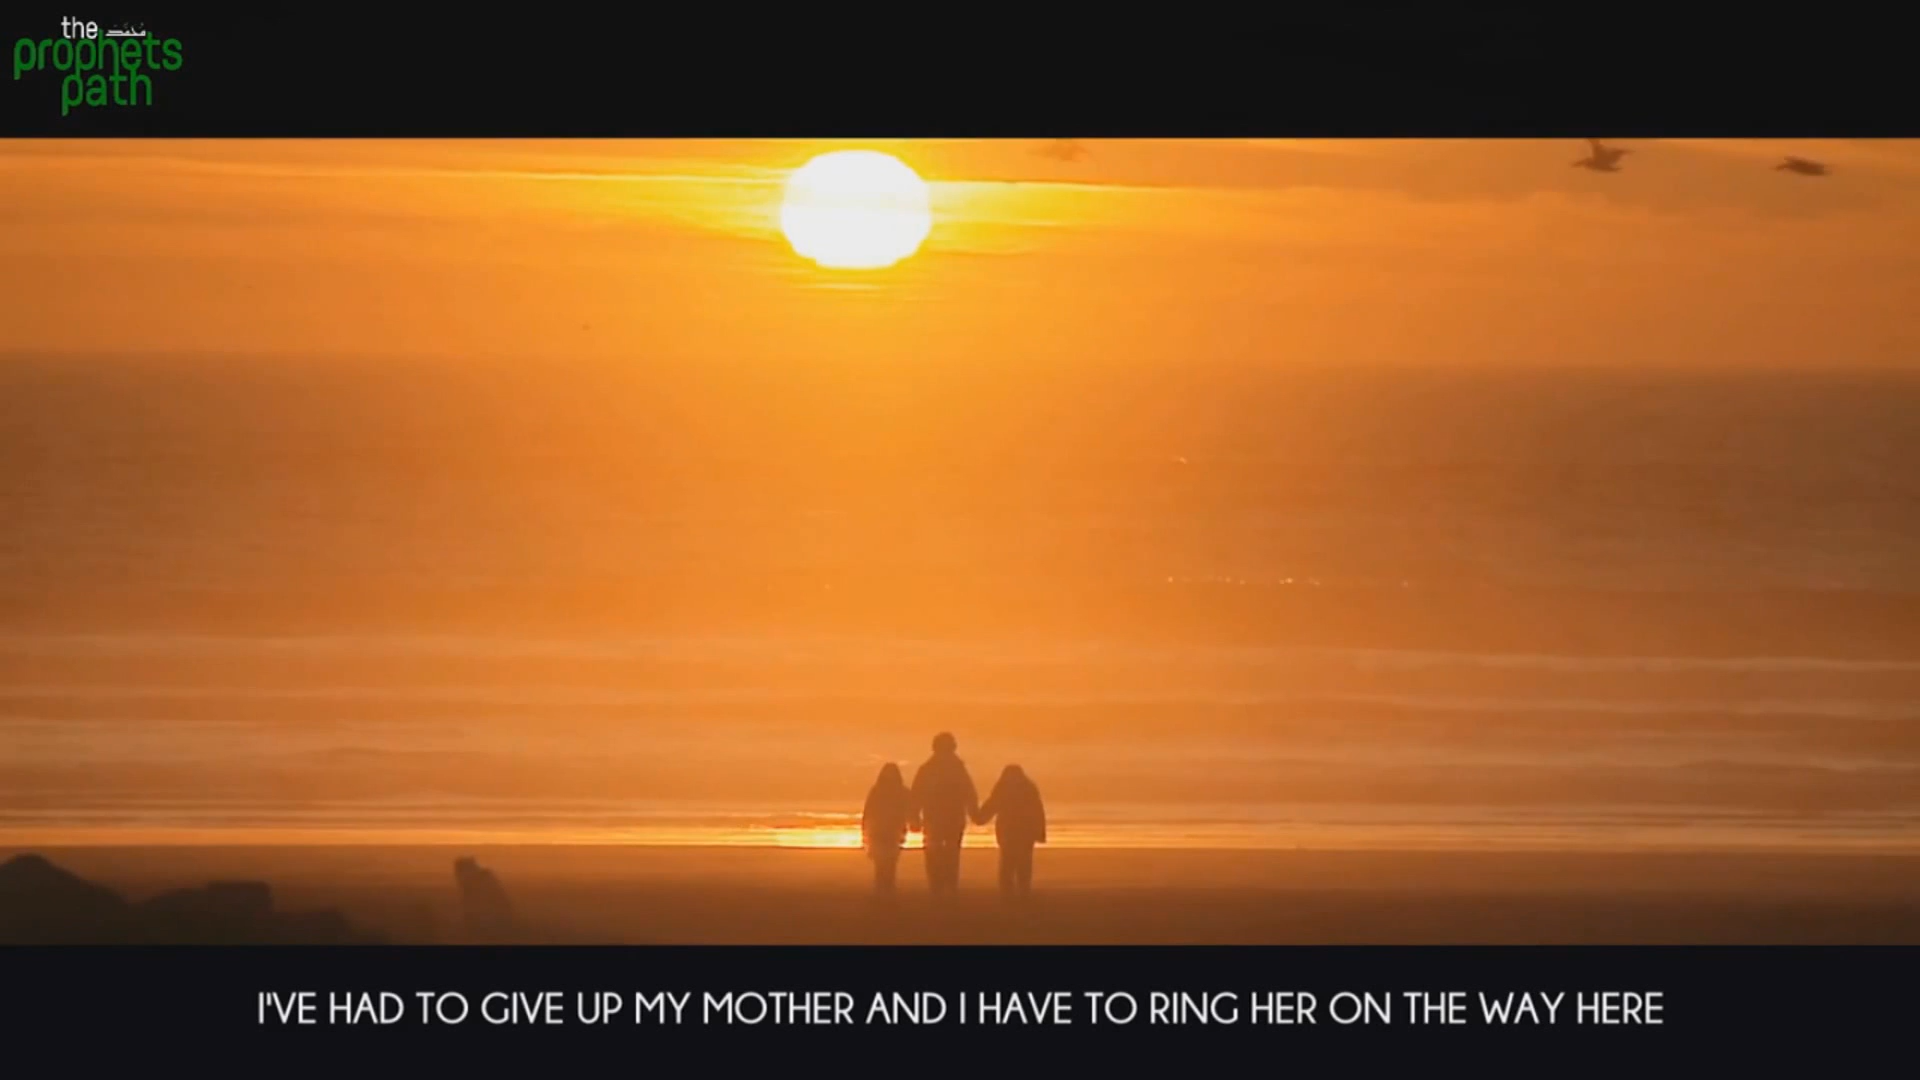 the مُحَمَّد
prophets
path
I'VE HAD TO GIVE UP MY MOTHER AND I HAVE TO RING HER ON THE WAY HERE